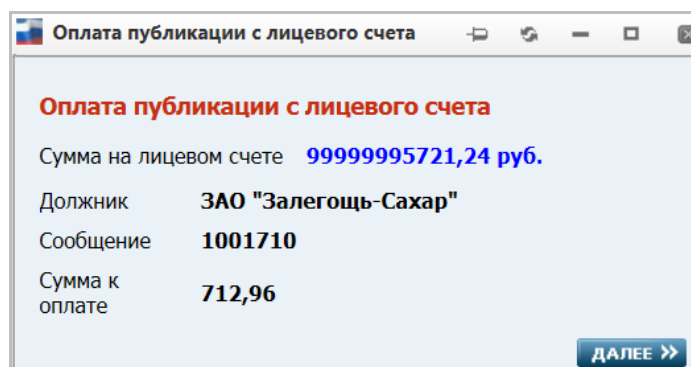 Оплата публикации с лицевого счета
Оплата публикации с лицевого счета
Сумма на лицевом счете 99999995721,24 руб.
Должник ЗАО "Залегощь-Сахар"
Сообщение 1001710
Сумма к
оплате 712,96
ДАЛЕЕ